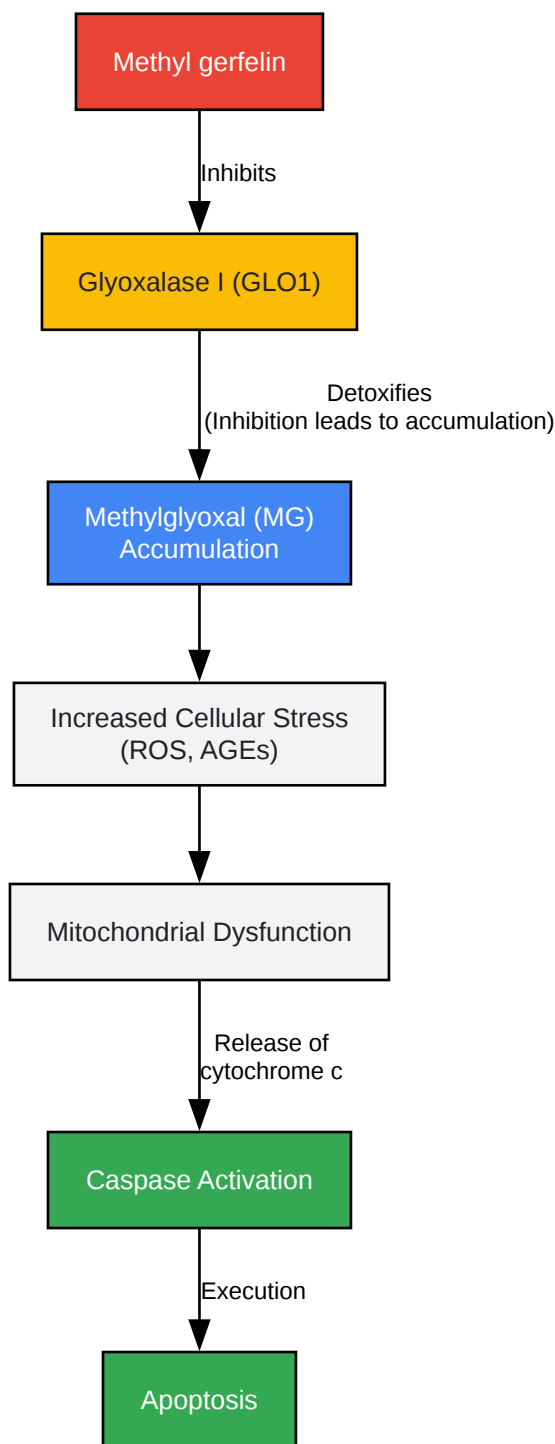 Methyl gerfelin
Inhibits
Glyoxalase I (GLO1)
Detoxifies
(Inhibition leads to accumulation)
Methylglyoxal (MG)
Accumulation
Increased Cellular Stress
(ROS, AGEs)
Mitochondrial Dysfunction
Release of
cytochrome c
Caspase Activation
Execution
Apoptosis